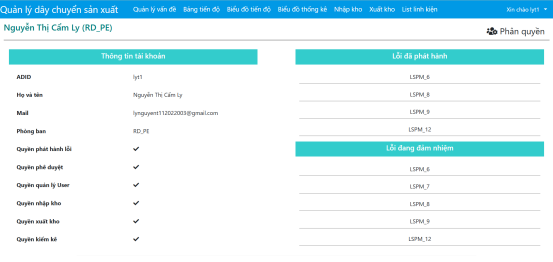 Quản lý dây chuyền sản xuất Quản lý vấn đề Bảng tiến độ Biểu đồ tiến độ Biểu đồ thống kê Nhập kho Xuất kho List linh kiện Xin chào lyt1
Nguyễn Thị Cẩm Ly (RD_PE) Phân quyền
Thông tin tài khoản
ADID lyt1
Họ và tên Nguyễn Thị Cẩm Ly
Mail lynguyent112022003@gmail.com
Phòng ban RD_PE
Quyền phát hành lỗi ✔
Quyền phê duyệt ✔
Quyền quản lý User ✔
Quyền nhập kho ✔
Quyền xuất kho ✔
Quyền kiểm kê ✔
Lỗi đã phát hành
LSPM_6
LSPM_8
LSPM_9
LSPM_12
Lỗi đang đảm nhiệm
LSPM_6
LSPM_7
LSPM_8
LSPM_9
LSPM_12